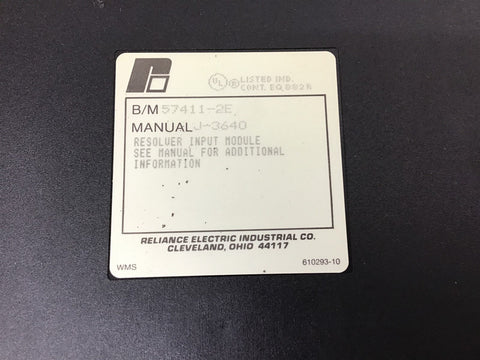 UL LISTED IND.
CONT. EQ 882K
B/M 57411-2E
MANUAL J-3640
RESOLVER INPUT MODULE
SEE MANUAL FOR ADDITIONAL
INFORMATION
RELIANCE ELECTRIC INDUSTRIAL CO.
CLEVELAND, OHIO 44117
WMS 610293-10